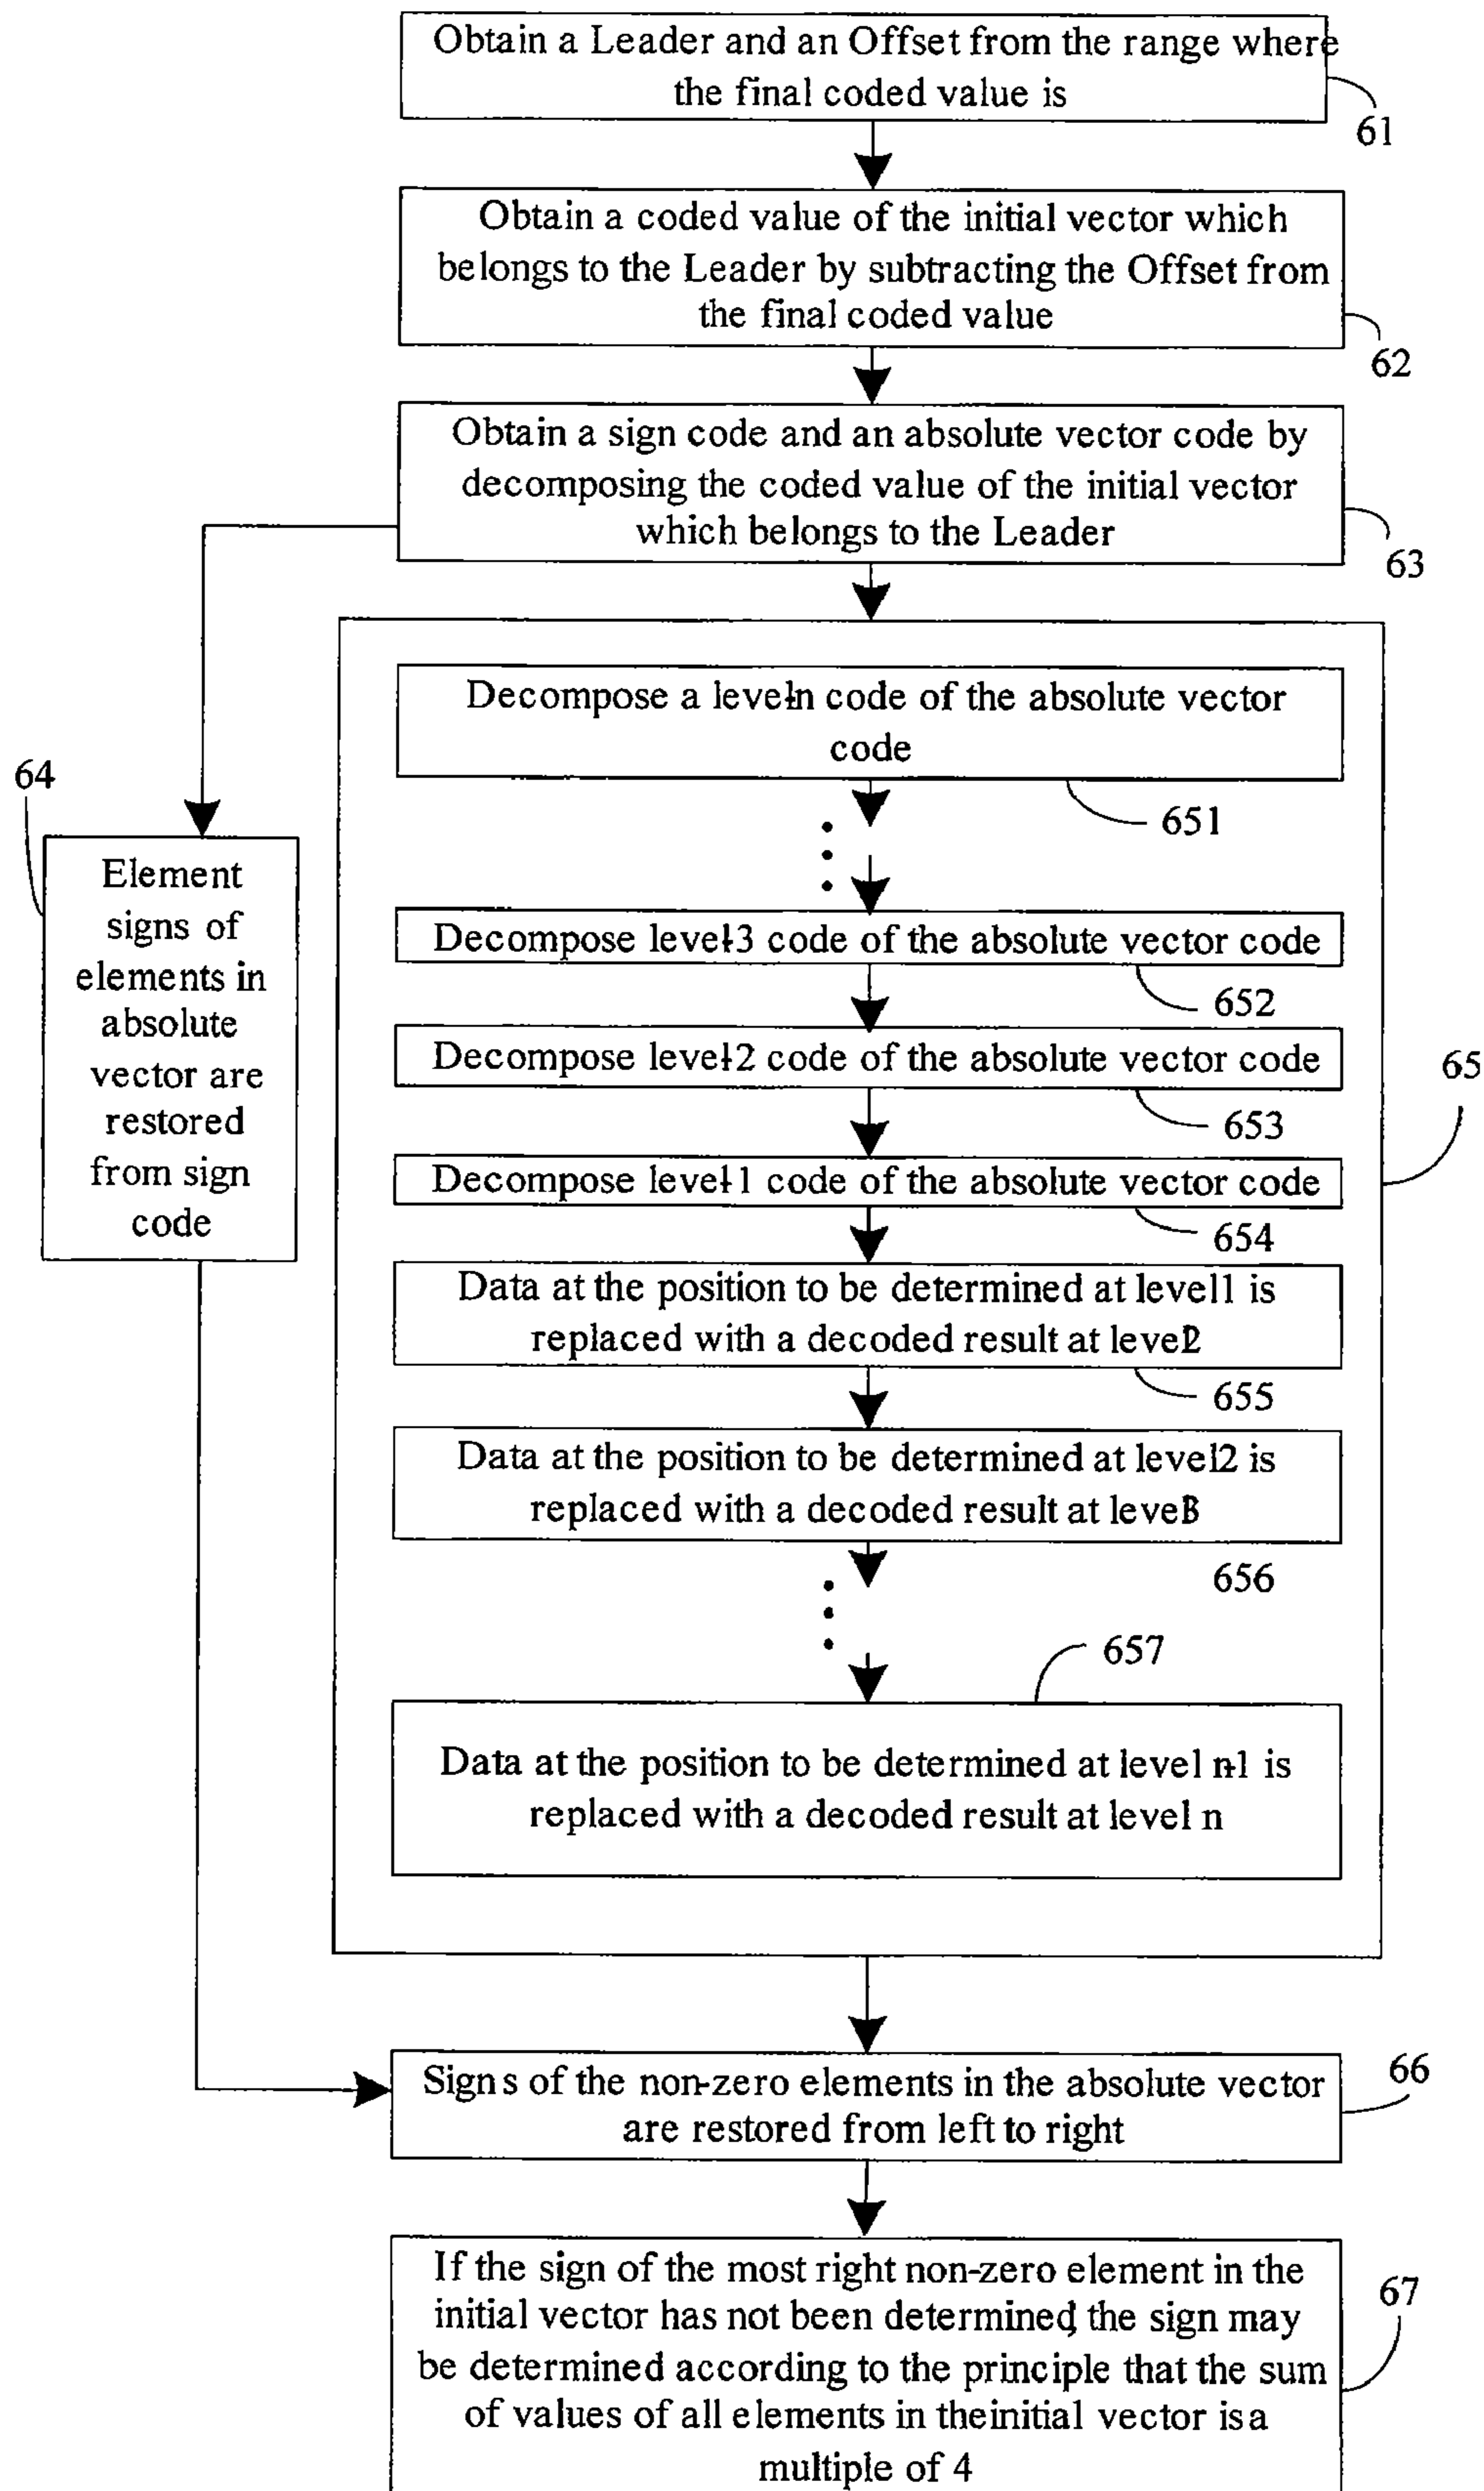 Obtain a Leader and an Offset from the range where
the final coded value is
61
Obtain a coded value of the initial vector which
belongs to the Leader by subtracting the Offset from
the final coded value
62
Obtain a sign code and an absolute vector code by
decomposing the coded value of the initial vector
which belongs to the Leader
63
64
Element
signs of
elements in
absolute
vector are
restored
from sign
code
Decompose a level-n code of the absolute vector
code
651
Decompose level-3 code of the absolute vector code
652
Decompose level-2 code of the absolute vector code
653
65
Decompose level-1 code of the absolute vector code
654
Data at the position to be determined at level1 is
replaced with a decoded result at level2
655
Data at the position to be determined at level2 is
replaced with a decoded result at level3
656
657
Data at the position to be determined at level n-1 is
replaced with a decoded result at level n
Signs of the non-zero elements in the absolute vector
are restored from left to right
66
If the sign of the most right non-zero element in the
initial vector has not been determined, the sign may
be determined according to the principle that the sum
of values of all elements in theinitial vector is a
multiple of 4
67